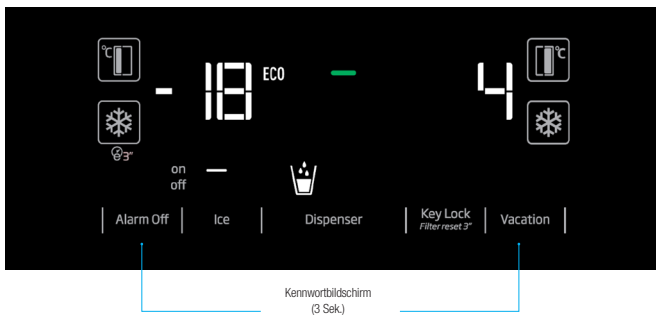 °C
°C
- 18 ECO
4
3"
on
off
Alarm Off
Ice
Dispenser
Key Lock
Filter reset 3"
Vacation
Kennwortbildschirm
(3 Sek.)